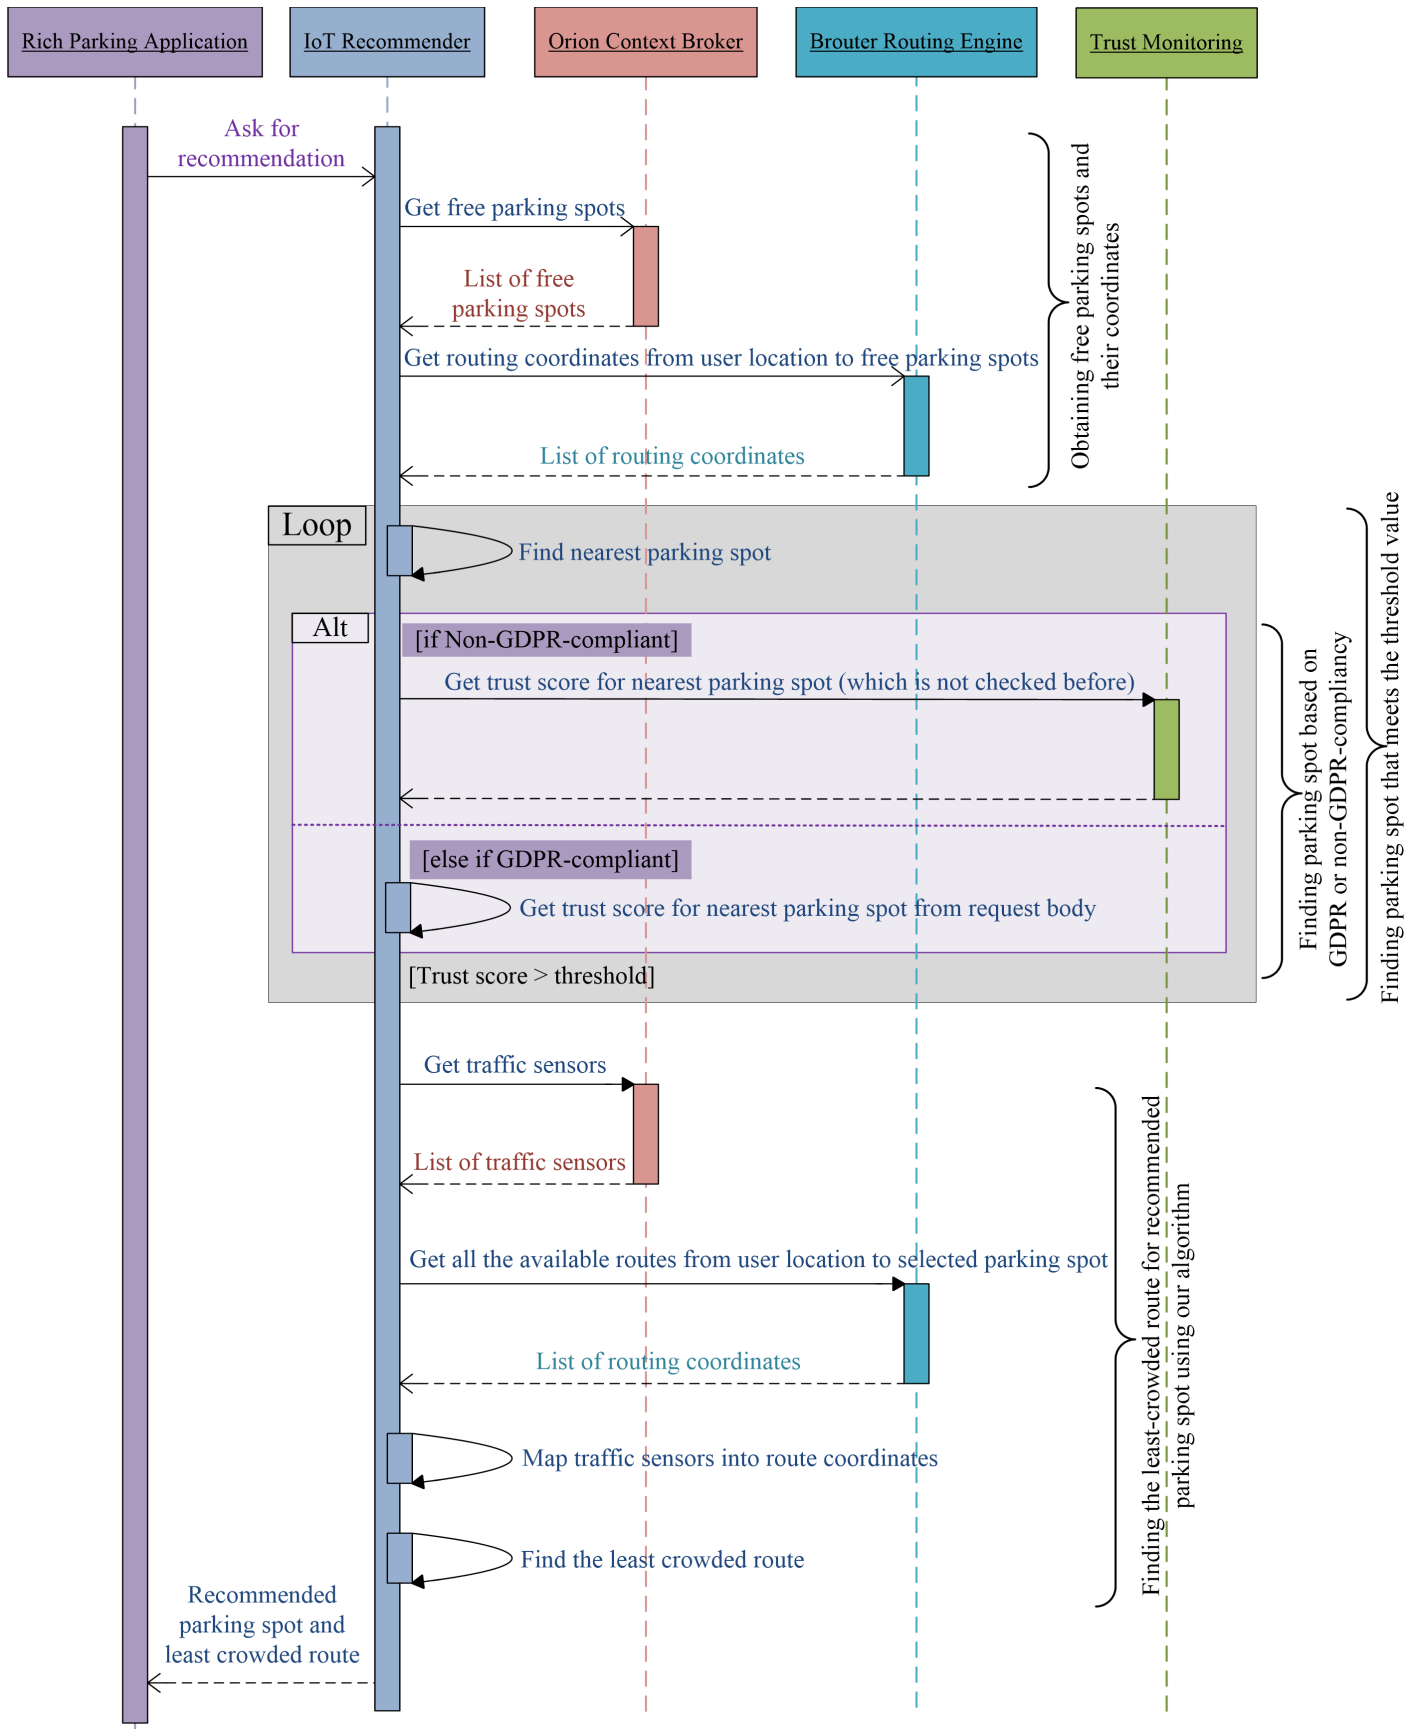 Rich Parking Application
IoT Recommender
Orion Context Broker
Brouter Routing Engine
Trust Monitoring
Ask for
recommendation
Get free parking spots
List of free
parking spots
Get routing coordinates from user location to free parking spots
List of routing coordinates
Obtaining free parking spots and
their coordinates
Loop
Find nearest parking spot
Alt
[if Non-GDPR-compliant]
Get trust score for nearest parking spot (which is not checked before)
[else if GDPR-compliant]
Get trust score for nearest parking spot from request body
[Trust score > threshold]
Finding parking spot based on
GDPR or non-GDPR-compliancy
Finding parking spot that meets the threshold value
Get traffic sensors
List of traffic sensors
Get all the available routes from user location to selected parking spot
List of routing coordinates
Map traffic sensors into route coordinates
Find the least crowded route
Finding the least-crowded route for recommended
parking spot using our algorithm
Recommended
parking spot and
least crowded route